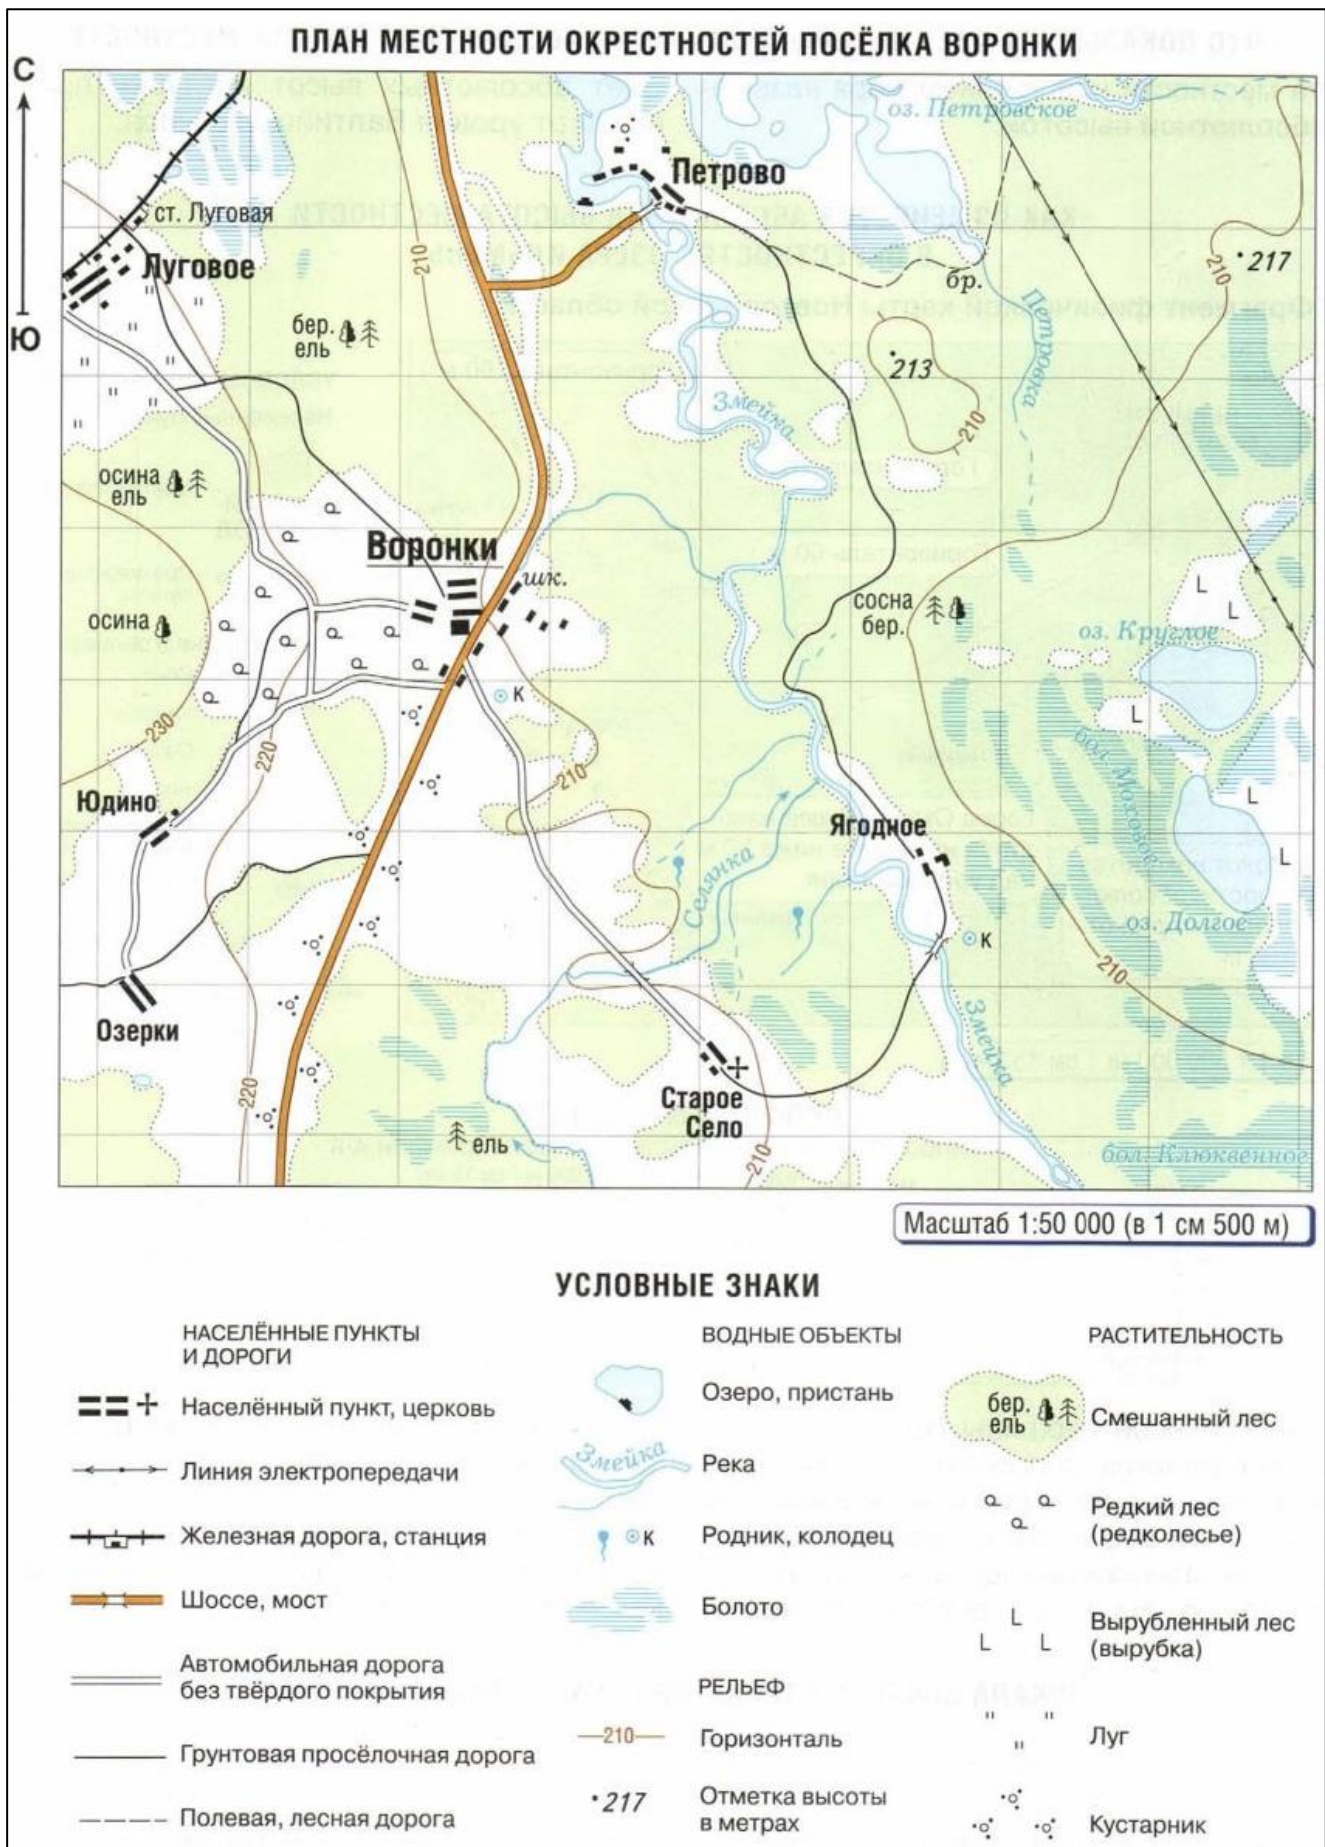 ПЛАН МЕСТНОСТИ ОКРЕСТНОСТЕЙ ПОСЁЛКА ВОРОНКИ
С
оз. Петровское
Петрово
ст. Луговая
Луговое
210
210
217
бр.
Ю
бер.
ель
213
Петровка
Змейка
210
осина
ель
Воронки
шк.
L
осина
сосна
бер.
L
оз. Круглое
К
230
220
L
бол. Моховое
210
Юдино
L
Ягодное
L
Селянка
оз. Долгое
К
210
Озерки
Змейка
220
Старое
Село
ель
210
бол. Клюквенное
Масштаб 1:50 000 (в 1 см 500 м)
УСЛОВНЫЕ ЗНАКИ
НАСЕЛЁННЫЕ ПУНКТЫ
И ДОРОГИ
Населённый пункт, церковь
Линия электропередачи
Железная дорога, станция
Шоссе, мост
Автомобильная дорога
без твёрдого покрытия
Грунтовая просёлочная дорога
Полевая, лесная дорога
ВОДНЫЕ ОБЪЕКТЫ
Озеро, пристань
Змейка
Река
К
Родник, колодец
Болото
РЕЛЬЕФ
210
Горизонталь
217
Отметка высоты
в метрах
РАСТИТЕЛЬНОСТЬ
бер.
ель
Смешанный лес
Редкий лес
(редколесье)
L
L L
Вырубленный лес
(вырубка)
Луг
Кустарник